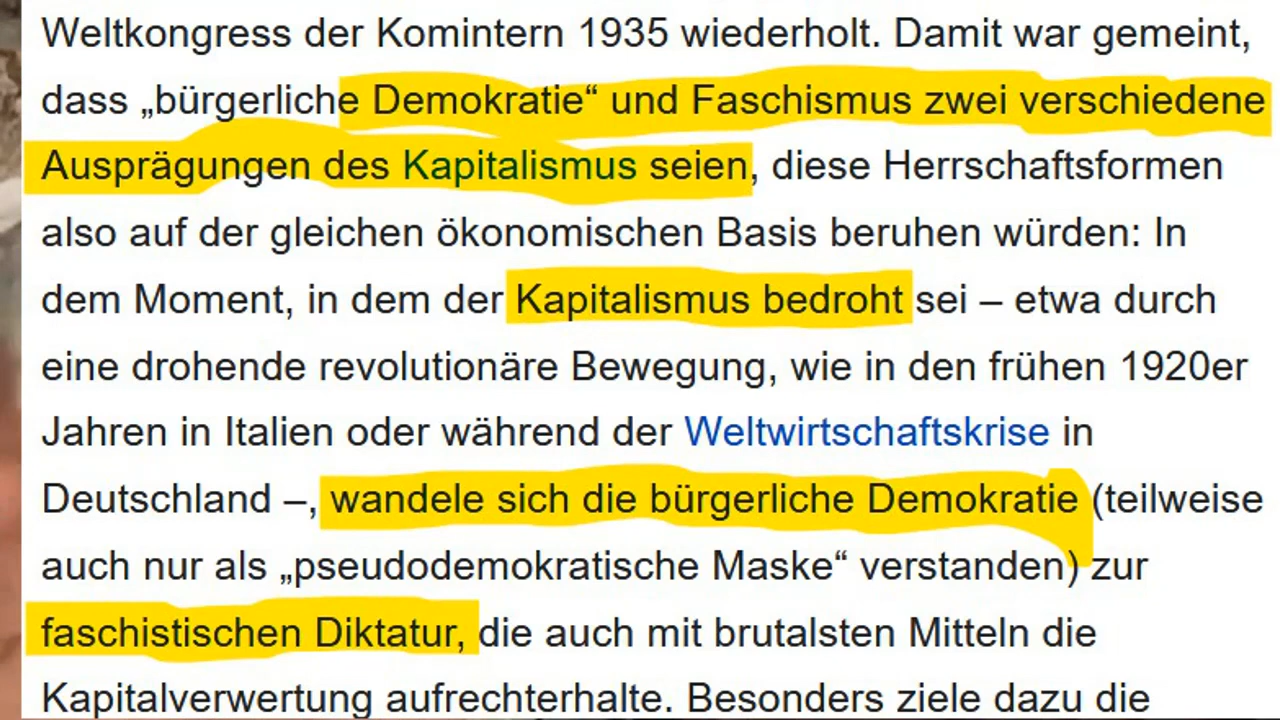 Weltkongress der Komintern 1935 wiederholt. Damit war gemeint,
dass „bürgerliche Demokratie“ und Faschismus zwei verschiedene
Ausprägungen des Kapitalismus seien, diese Herrschaftsformen
also auf der gleichen ökonomischen Basis beruhen würden: In
dem Moment, in dem der Kapitalismus bedroht sei – etwa durch
eine drohende revolutionäre Bewegung, wie in den frühen 1920er
Jahren in Italien oder während der Weltwirtschaftskrise in
Deutschland –, wandele sich die bürgerliche Demokratie (teilweise
auch nur als „pseudodemokratische Maske“ verstanden) zur
faschistischen Diktatur, die auch mit brutalsten Mitteln die
Kapitalverwertung aufrechterhalte. Besonders ziele dazu die